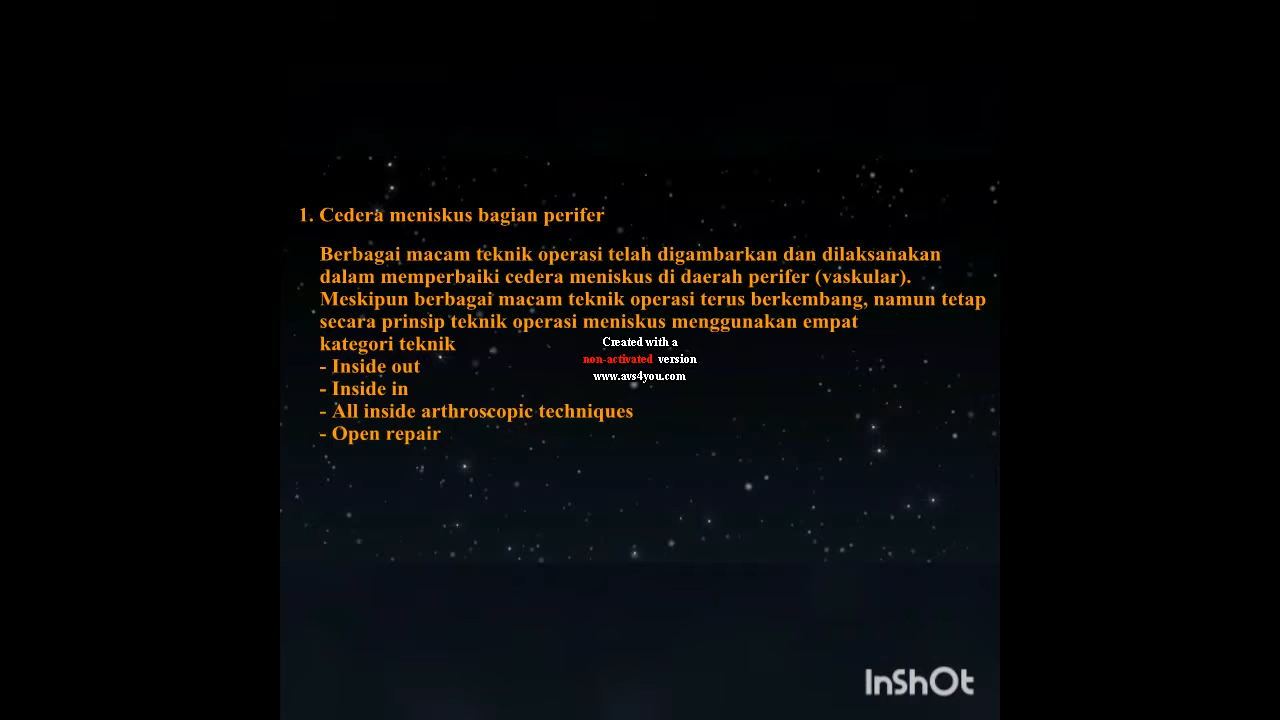 1. Cedera meniskus bagian perifer
Berbagai macam teknik operasi telah digambarkan dan dilaksanakan
dalam memperbaiki cedera meniskus di daerah perifer (vaskular).
Meskipun berbagai macam teknik operasi terus berkembang, namun tetap
secara prinsip teknik operasi meniskus menggunakan empat
kategori teknik
- Inside out
- Inside in
- All inside arthroscopic techniques
- Open repair
Created with a
non-activated version
www.avs4you.com
InShOt